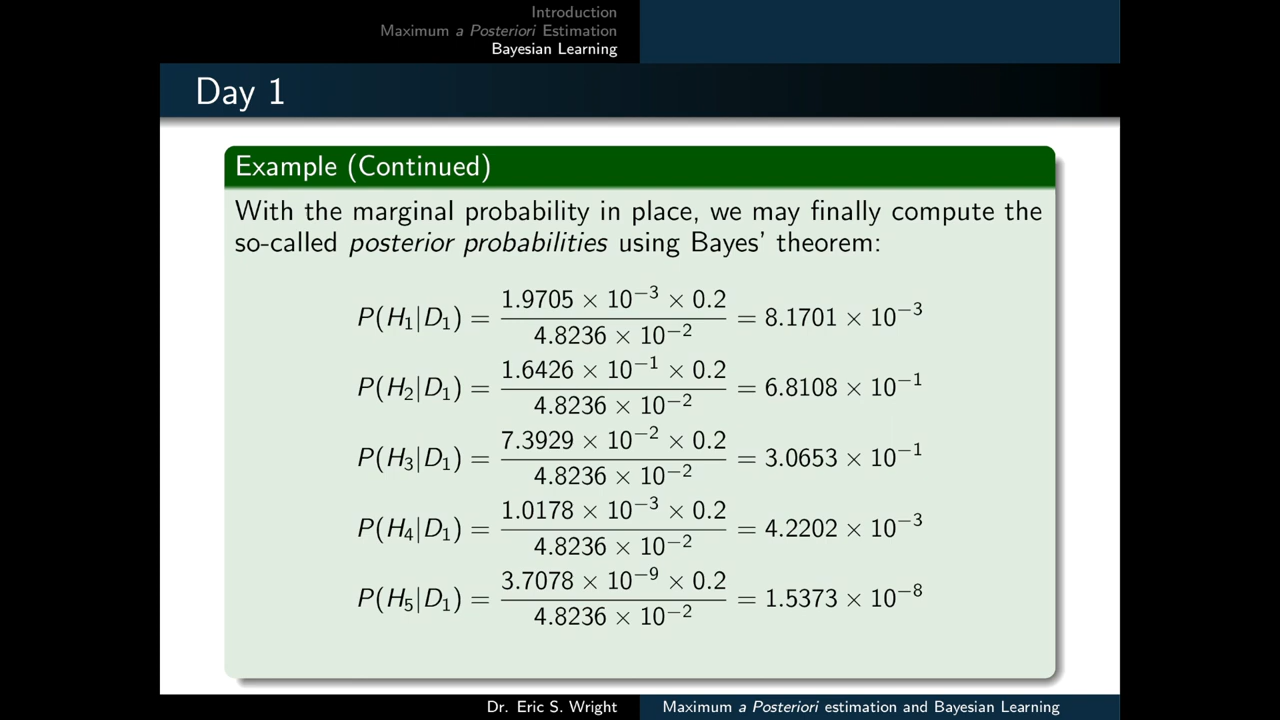 Introduction
Maximum a Posteriori Estimation
Bayesian Learning
Day 1
Example (Continued)
With the marginal probability in place, we may finally compute the
so-called posterior probabilities using Bayes’ theorem:
P(H₁|D₁) = 1.9705 × 10⁻³ × 0.2 / 4.8236 × 10⁻² = 8.1701 × 10⁻³
P(H₂|D₁) = 1.6426 × 10⁻¹ × 0.2 / 4.8236 × 10⁻² = 6.8108 × 10⁻¹
P(H₃|D₁) = 7.3929 × 10⁻² × 0.2 / 4.8236 × 10⁻² = 3.0653 × 10⁻¹
P(H₄|D₁) = 1.0178 × 10⁻³ × 0.2 / 4.8236 × 10⁻² = 4.2202 × 10⁻³
P(H₅|D₁) = 3.7078 × 10⁻⁹ × 0.2 / 4.8236 × 10⁻² = 1.5373 × 10⁻⁸
Dr. Eric S. Wright
Maximum a Posteriori estimation and Bayesian Learning